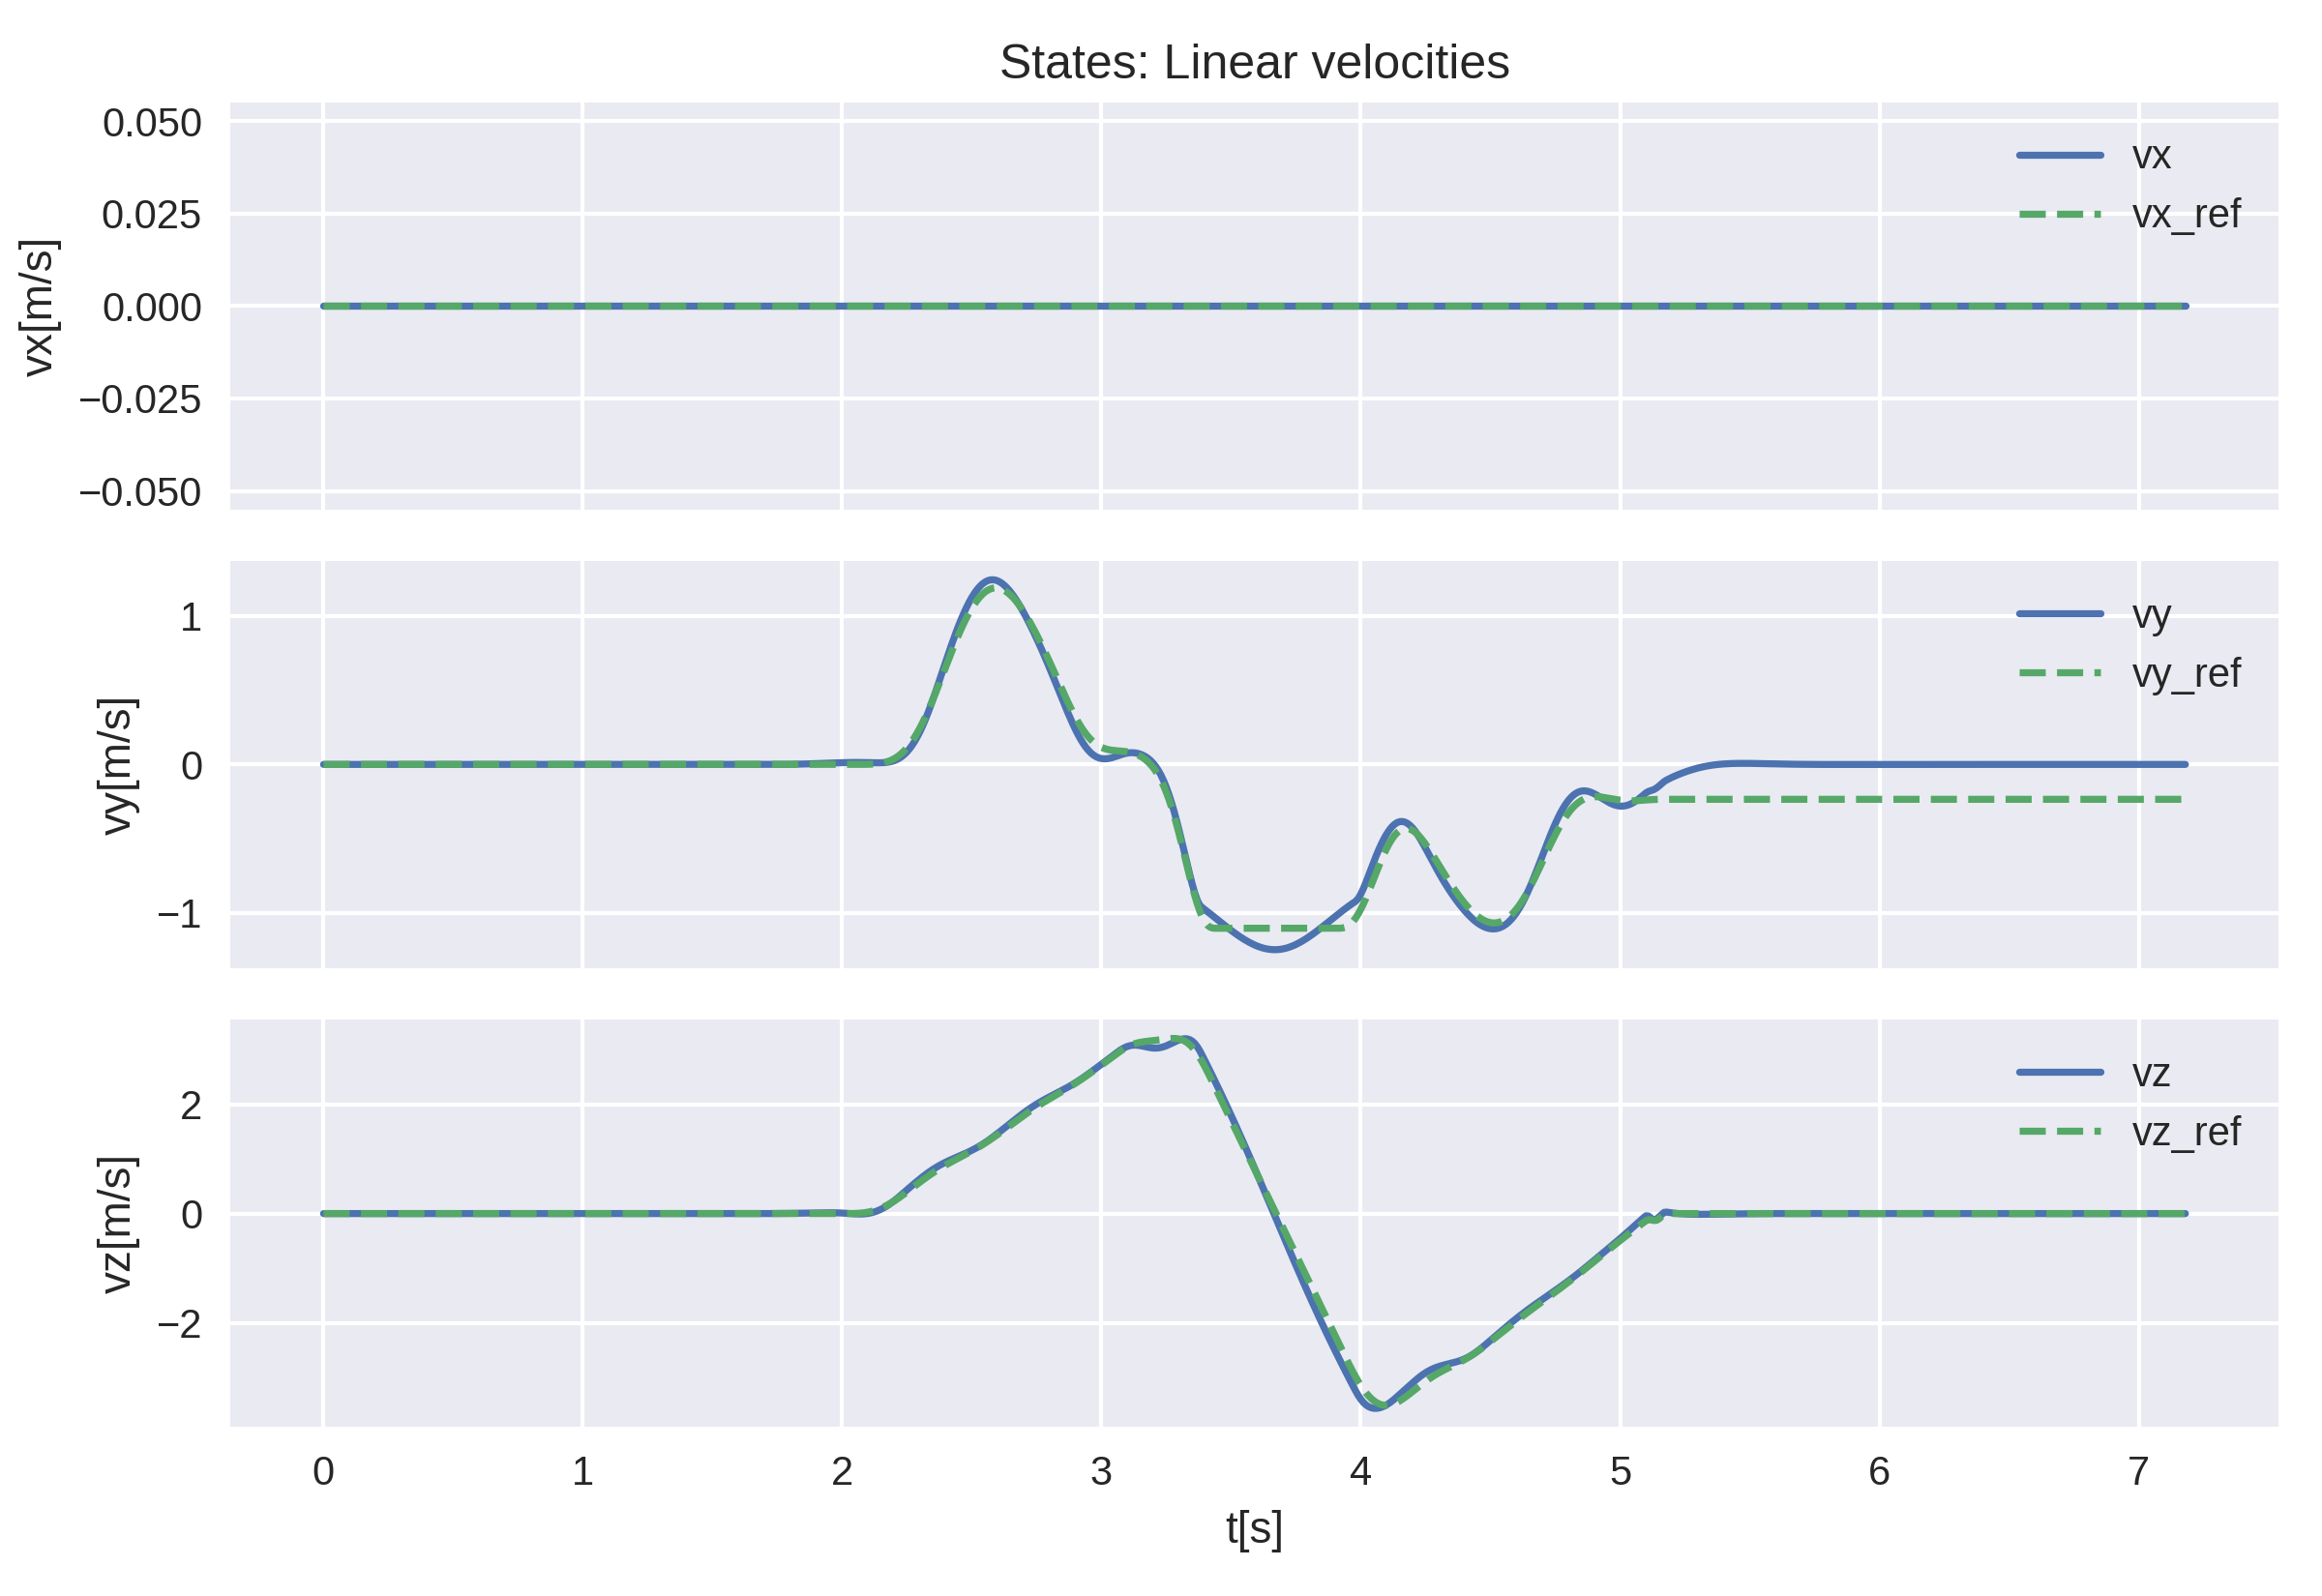 States: Linear velocities
0.050
0.025
0.000
−0.025
−0.050
vx[m/s]
vx
vx_ref
1
0
−1
vy[m/s]
vy
vy_ref
2
0
−2
vz[m/s]
vz
vz_ref
0 1 2 3 4 5 6 7
t[s]